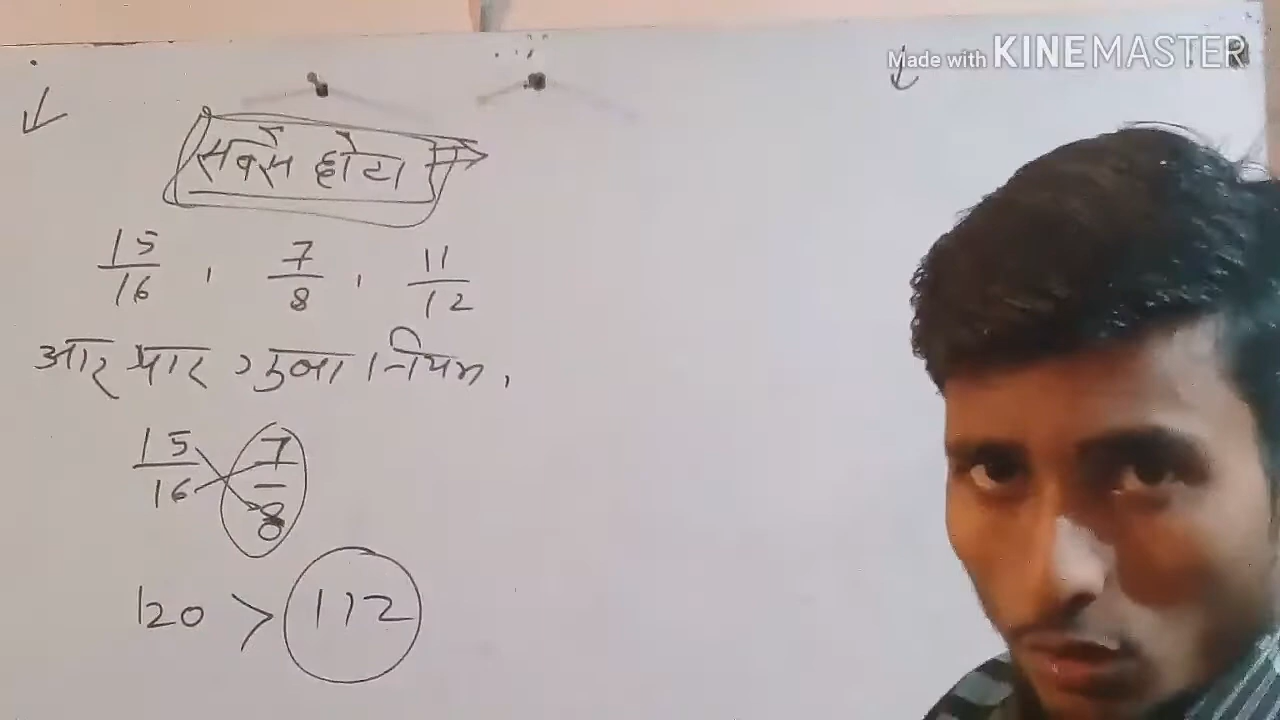 Made with KINEMASTER
सबसे छोटा
15/16 , 7/8 , 11/12
आर पार गुना नियम ,
15/16 7/8
120 > 112